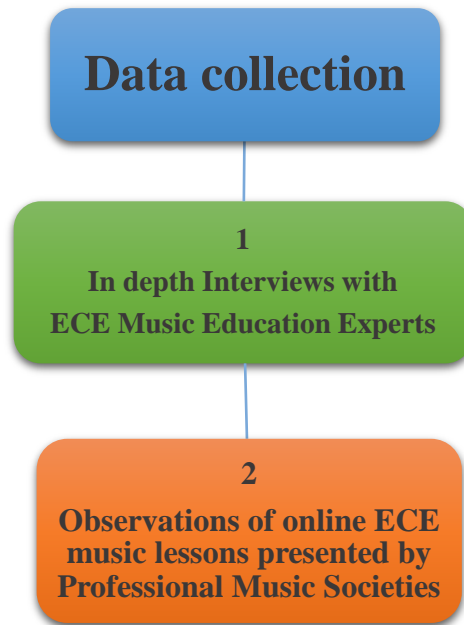 Data collection
1
In depth Interviews with
ECE Music Education Experts
2
Observations of online ECE
music lessons presented by
Professional Music Societies